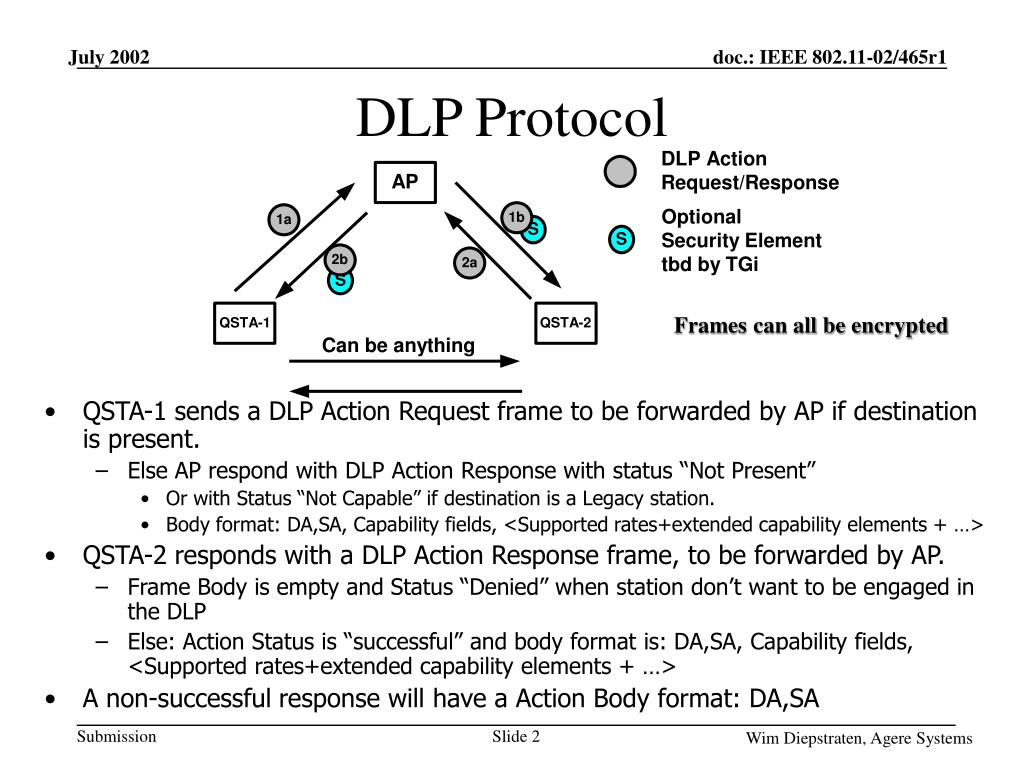 July 2002
doc.: IEEE 802.11-02/465r1
DLP Protocol
AP
DLP Action
Request/Response
1a
1b
S
Optional
Security Element
tbd by TGi
S
2b
S
2a
QSTA-1
QSTA-2
Frames can all be encrypted
Can be anything
• QSTA-1 sends a DLP Action Request frame to be forwarded by AP if destination
is present.
– Else AP respond with DLP Action Response with status “Not Present”
• Or with Status “Not Capable” if destination is a Legacy station.
• Body format: DA,SA, Capability fields, <Supported rates+extended capability elements + …>
• QSTA-2 responds with a DLP Action Response frame, to be forwarded by AP.
– Frame Body is empty and Status “Denied” when station don’t want to be engaged in
the DLP
– Else: Action Status is “successful” and body format is: DA,SA, Capability fields,
<Supported rates+extended capability elements + …>
• A non-successful response will have a Action Body format: DA,SA
Submission
Slide 2
Wim Diepstraten, Agere Systems